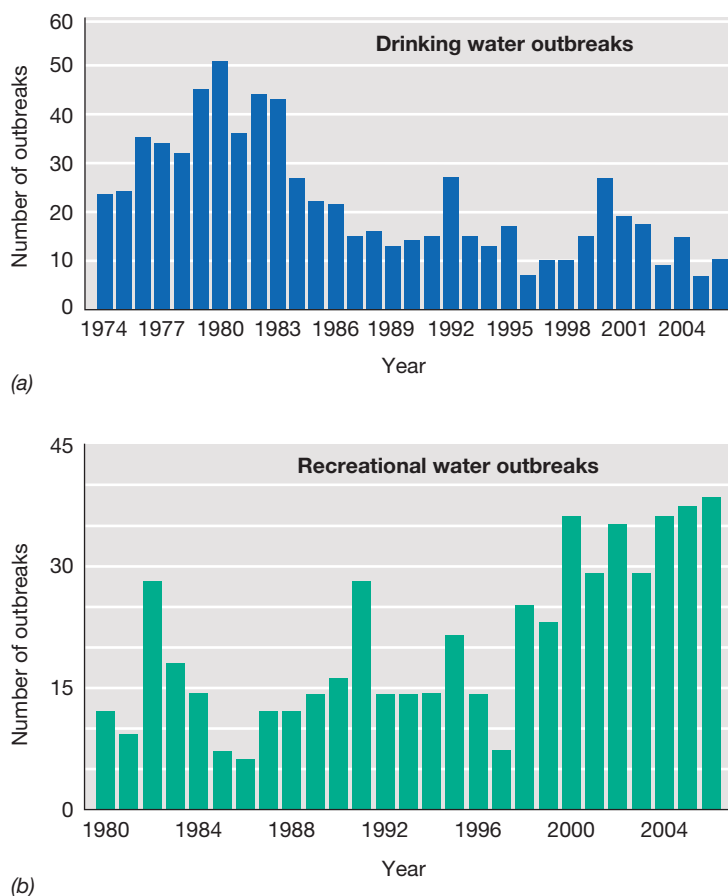 Drinking water outbreaks
Number of outbreaks
60
50
40
30
20
10
0
1974 1977 1980 1983 1986 1989 1992 1995 1998 2001 2004
Year
(a)
Recreational water outbreaks
Number of outbreaks
45
30
15
0
1980 1984 1988 1992 1996 2000 2004
Year
(b)